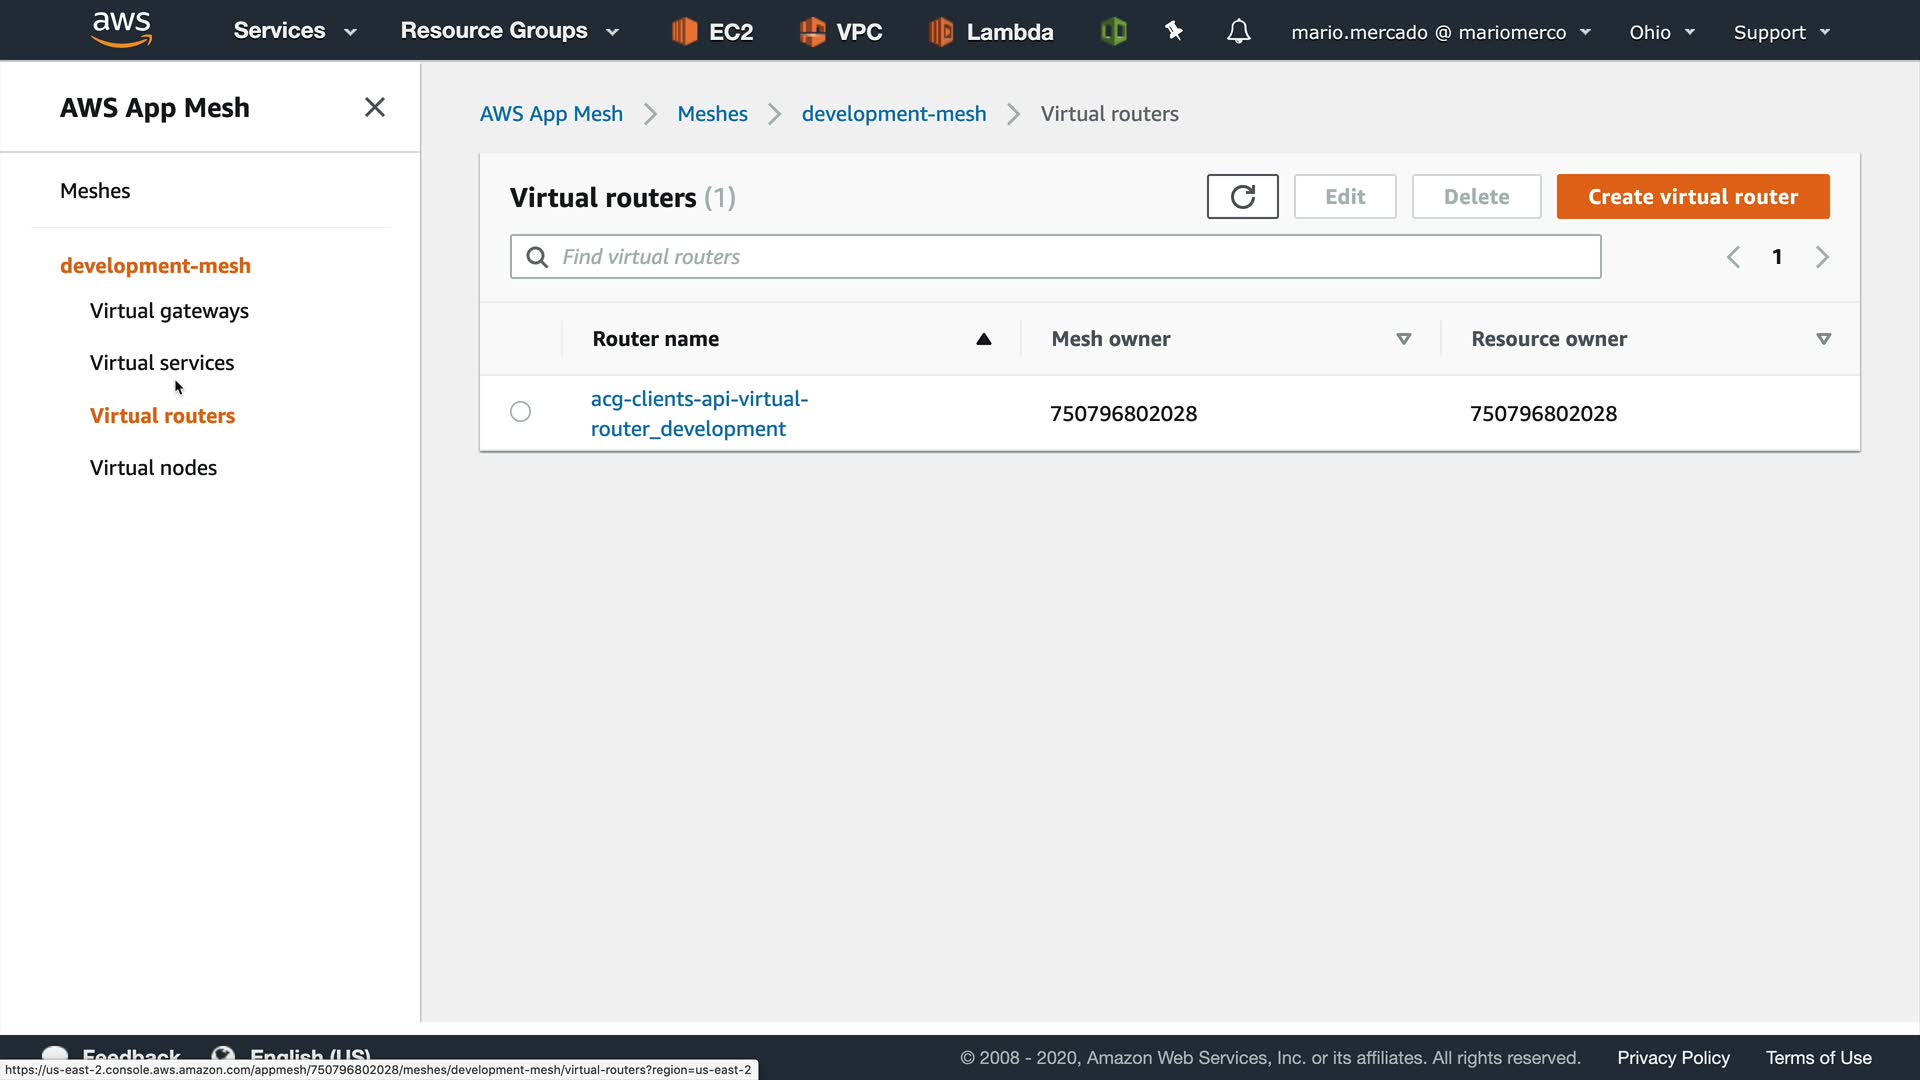 aws
Services
Resource Groups
EC2
VPC
Lambda
mario.mercado @ mariomerco
Ohio
Support
AWS App Mesh
Meshes
development-mesh
Virtual gateways
Virtual services
Virtual routers
Virtual nodes
AWS App Mesh
Meshes
development-mesh
Virtual routers
Virtual routers (1)
Edit
Delete
Create virtual router
Find virtual routers
1
Router name
Mesh owner
Resource owner
acg-clients-api-virtual-
router_development
750796802028
750796802028
Feedback
English (US)
© 2008 - 2020, Amazon Web Services, Inc. or its affiliates. All rights reserved.
Privacy Policy
Terms of Use
https://us-east-2.console.aws.amazon.com/appmesh/750796802028/meshes/development-mesh/virtual-routers?region=us-east-2